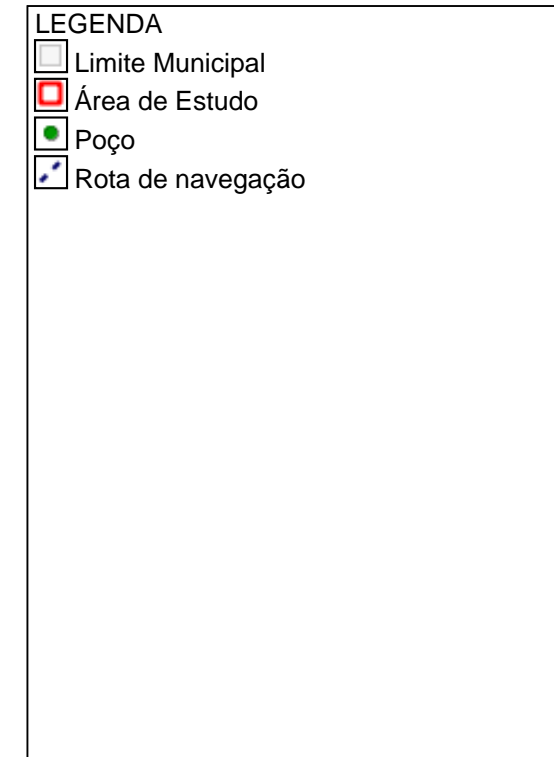 LEGENDA
Limite Municipal
Área de Estudo
Poço
Rota de navegação